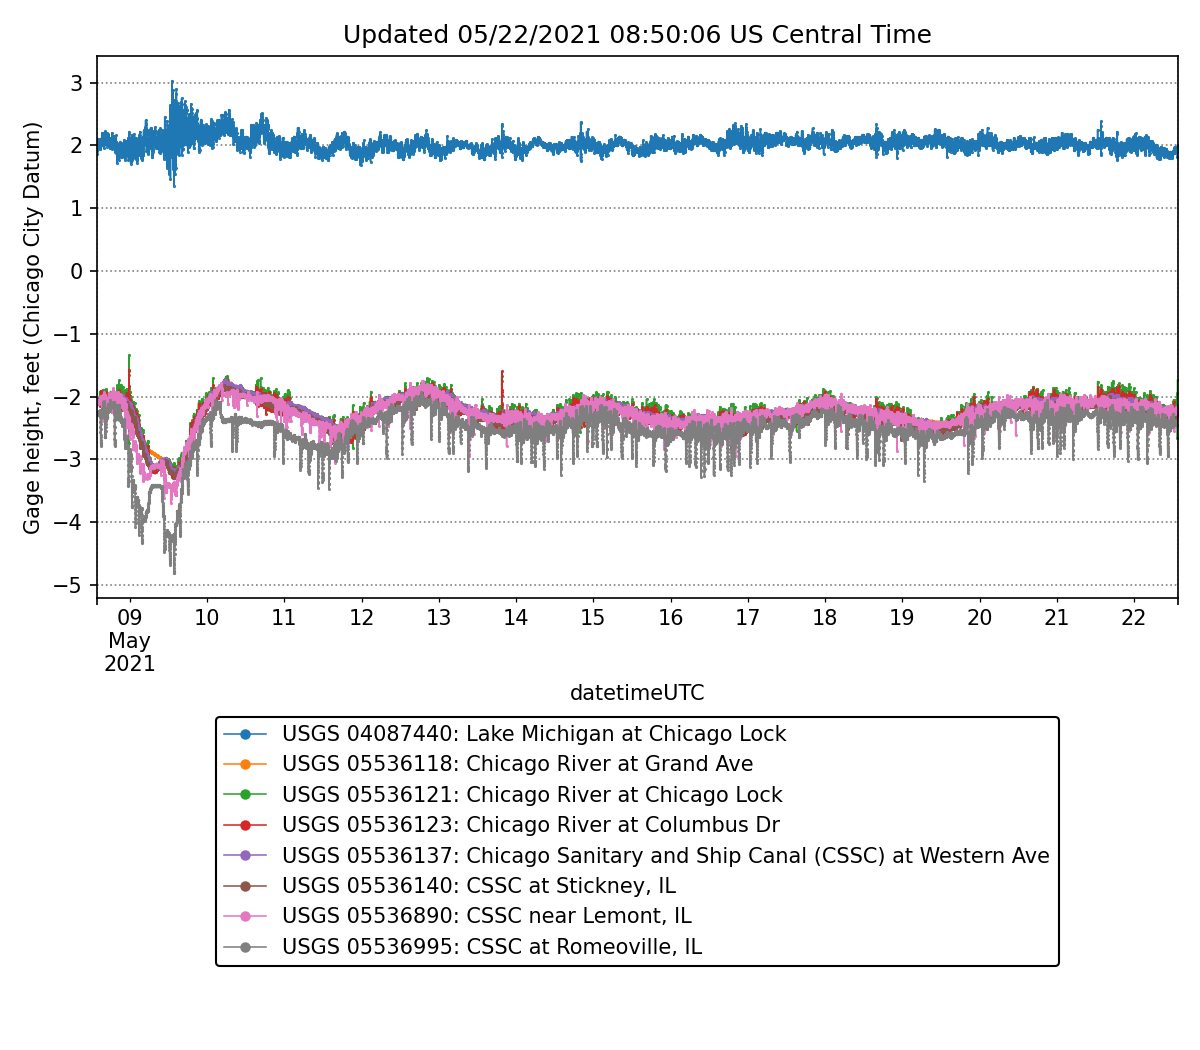 Updated 05/22/2021 08:50:06 US Central Time
Gage height, feet (Chicago City Datum)
3
2
1
0
−1
−2
−3
−4
−5
09 10 11 12 13 14 15 16 17 18 19 20 21 22
May
2021
datetimeUTC
USGS 04087440: Lake Michigan at Chicago Lock
USGS 05536118: Chicago River at Grand Ave
USGS 05536121: Chicago River at Chicago Lock
USGS 05536123: Chicago River at Columbus Dr
USGS 05536137: Chicago Sanitary and Ship Canal (CSSC) at Western Ave
USGS 05536140: CSSC at Stickney, IL
USGS 05536890: CSSC near Lemont, IL
USGS 05536995: CSSC at Romeoville, IL